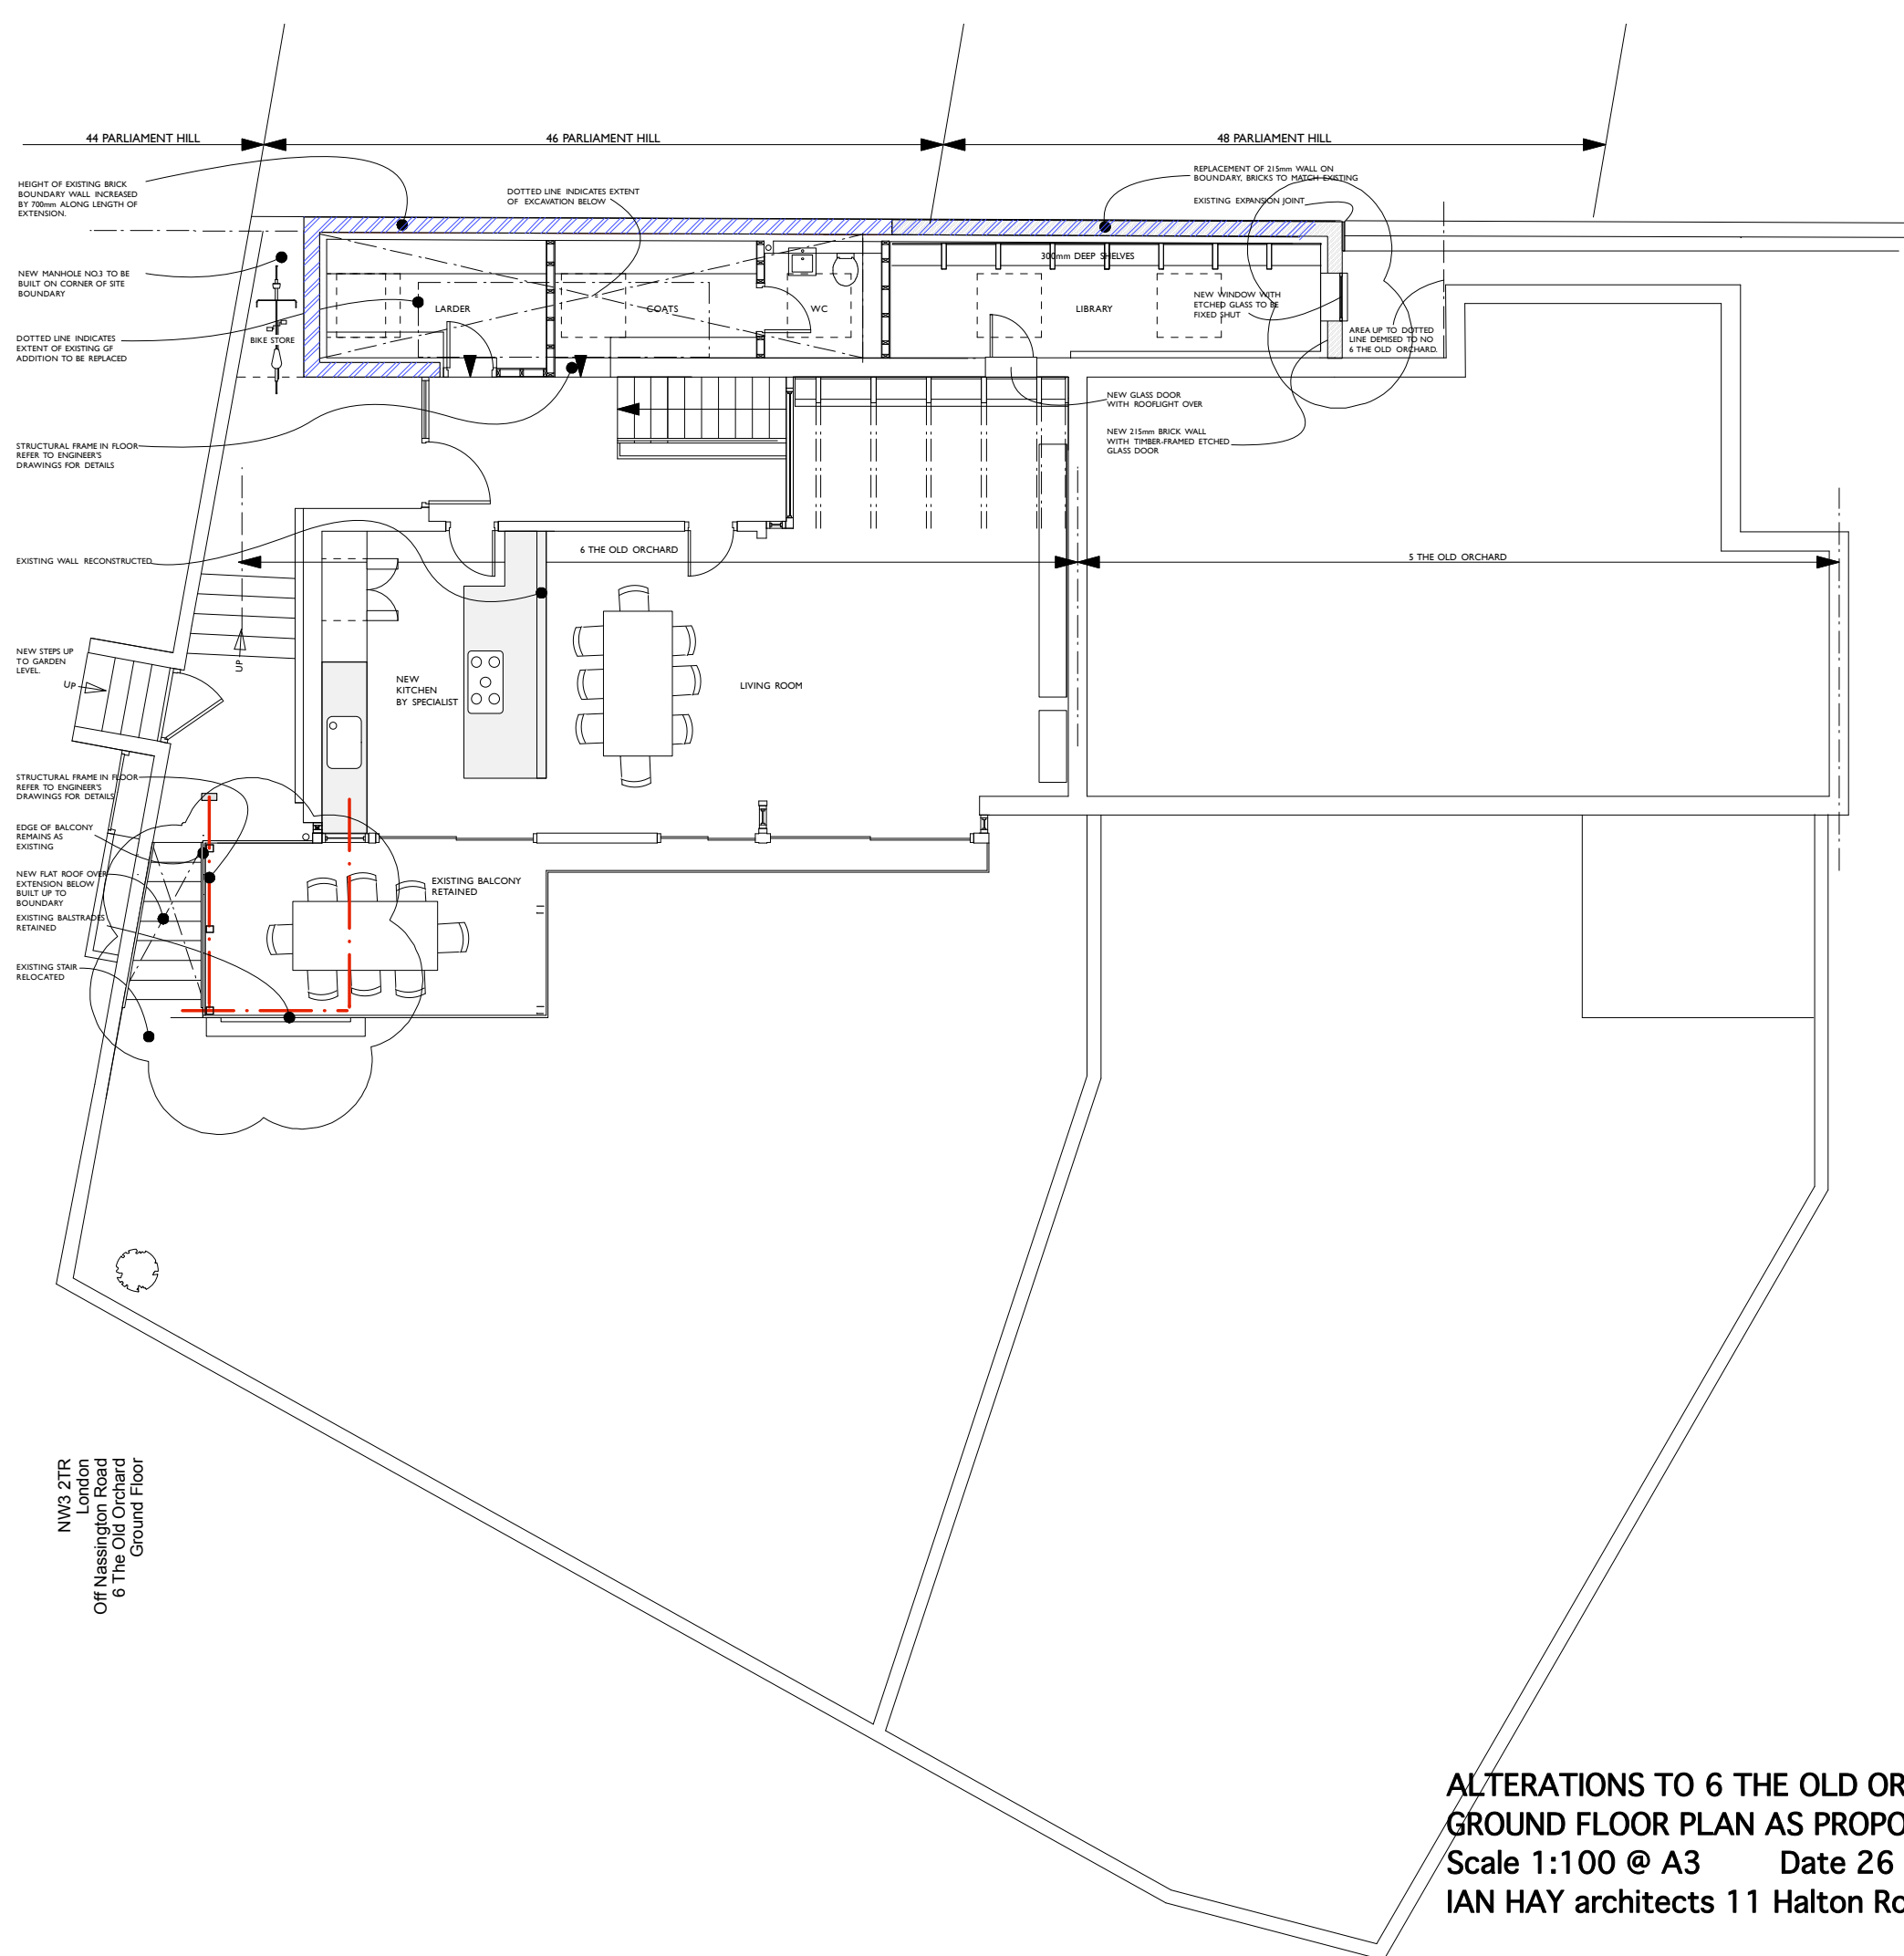 44 PARLIAMENT HILL
46 PARLIAMENT HILL
48 PARLIAMENT HILL
HEIGHT OF EXISTING BRICK
BOUNDARY WALL INCREASED
BY 700mm ALONG LENGTH OF
EXTENSION.
DOTTED LINE INDICATES EXTENT
OF EXCAVATION BELOW
REPLACEMENT OF 215mm WALL ON
BOUNDARY, BRICKS TO MATCH EXISTING
EXISTING EXPANSION JOINT
NEW MANHOLE NO.3 TO BE
BUILT ON CORNER OF SITE
BOUNDARY
300mm DEEP SHELVES
LARDER
COATS
WC
LIBRARY
NEW WINDOW WITH
ETCHED GLASS TO BE
FIXED SHUT
AREA UP TO DOTTED
LINE DEMISED TO NO
6 THE OLD ORCHARD.
DOTTED LINE INDICATES
EXTENT OF EXISTING GF
ADDITION TO BE REPLACED
BIKE STORE
NEW GLASS DOOR
WITH ROOFLIGHT OVER
NEW 215mm BRICK WALL
WITH TIMBER-FRAMED ETCHED
GLASS DOOR
STRUCTURAL FRAME IN FLOOR
REFER TO ENGINEER'S
DRAWINGS FOR DETAILS
EXISTING WALL RECONSTRUCTED
6 THE OLD ORCHARD
5 THE OLD ORCHARD
NEW STEPS UP
TO GARDEN
LEVEL.
UP
UP
NEW
KITCHEN
BY SPECIALIST
LIVING ROOM
STRUCTURAL FRAME IN FLOOR
REFER TO ENGINEER'S
DRAWINGS FOR DETAILS
EDGE OF BALCONY
REMAINS AS
EXISTING
NEW FLAT ROOF OVER
EXTENSION BELOW
BUILT UP TO
BOUNDARY
EXISTING BALSTRADES
RETAINED
EXISTING BALCONY
RETAINED
EXISTING STAIR
RELOCATED
Ground Floor
6 The Old Orchard
Off Nassington Road
London
NW3 2TR
ALTERATIONS TO 6 THE OLD OR
GROUND FLOOR PLAN AS PROPO
Scale 1:100 @ A3 Date 26
IAN HAY architects 11 Halton Ro